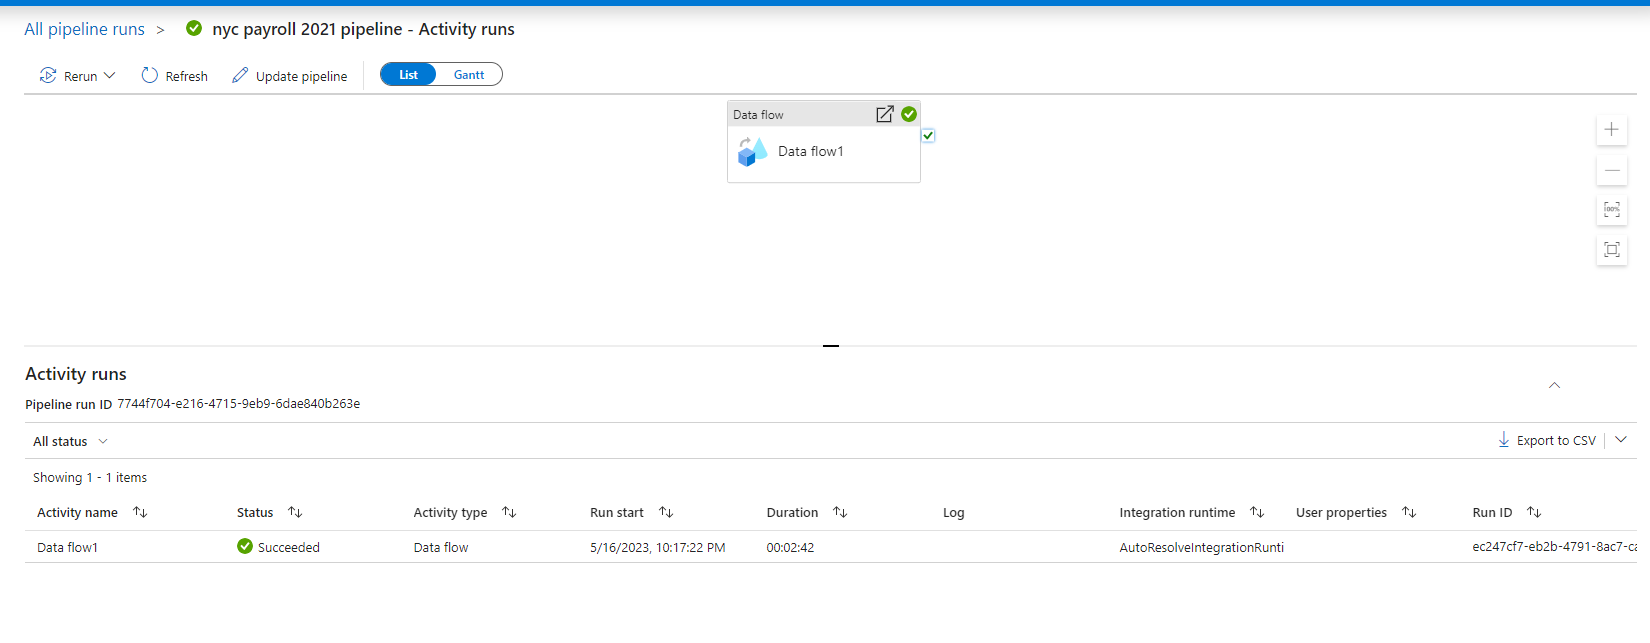 All pipeline runs > nyc payroll 2021 pipeline - Activity runs
Rerun Refresh Update pipeline List Gantt
Data flow
Data flow1
100%
Activity runs
Pipeline run ID 7744f704-e216-4715-9eb9-6dae840b263e
All status Export to CSV
Showing 1 - 1 items
Activity name Status Activity type Run start Duration Log Integration runtime User properties Run ID
Data flow1 Succeeded Data flow 5/16/2023, 10:17:22 PM 00:02:42 AutoResolveIntegrationRunti ec247cf7-eb2b-4791-8ac7-ca